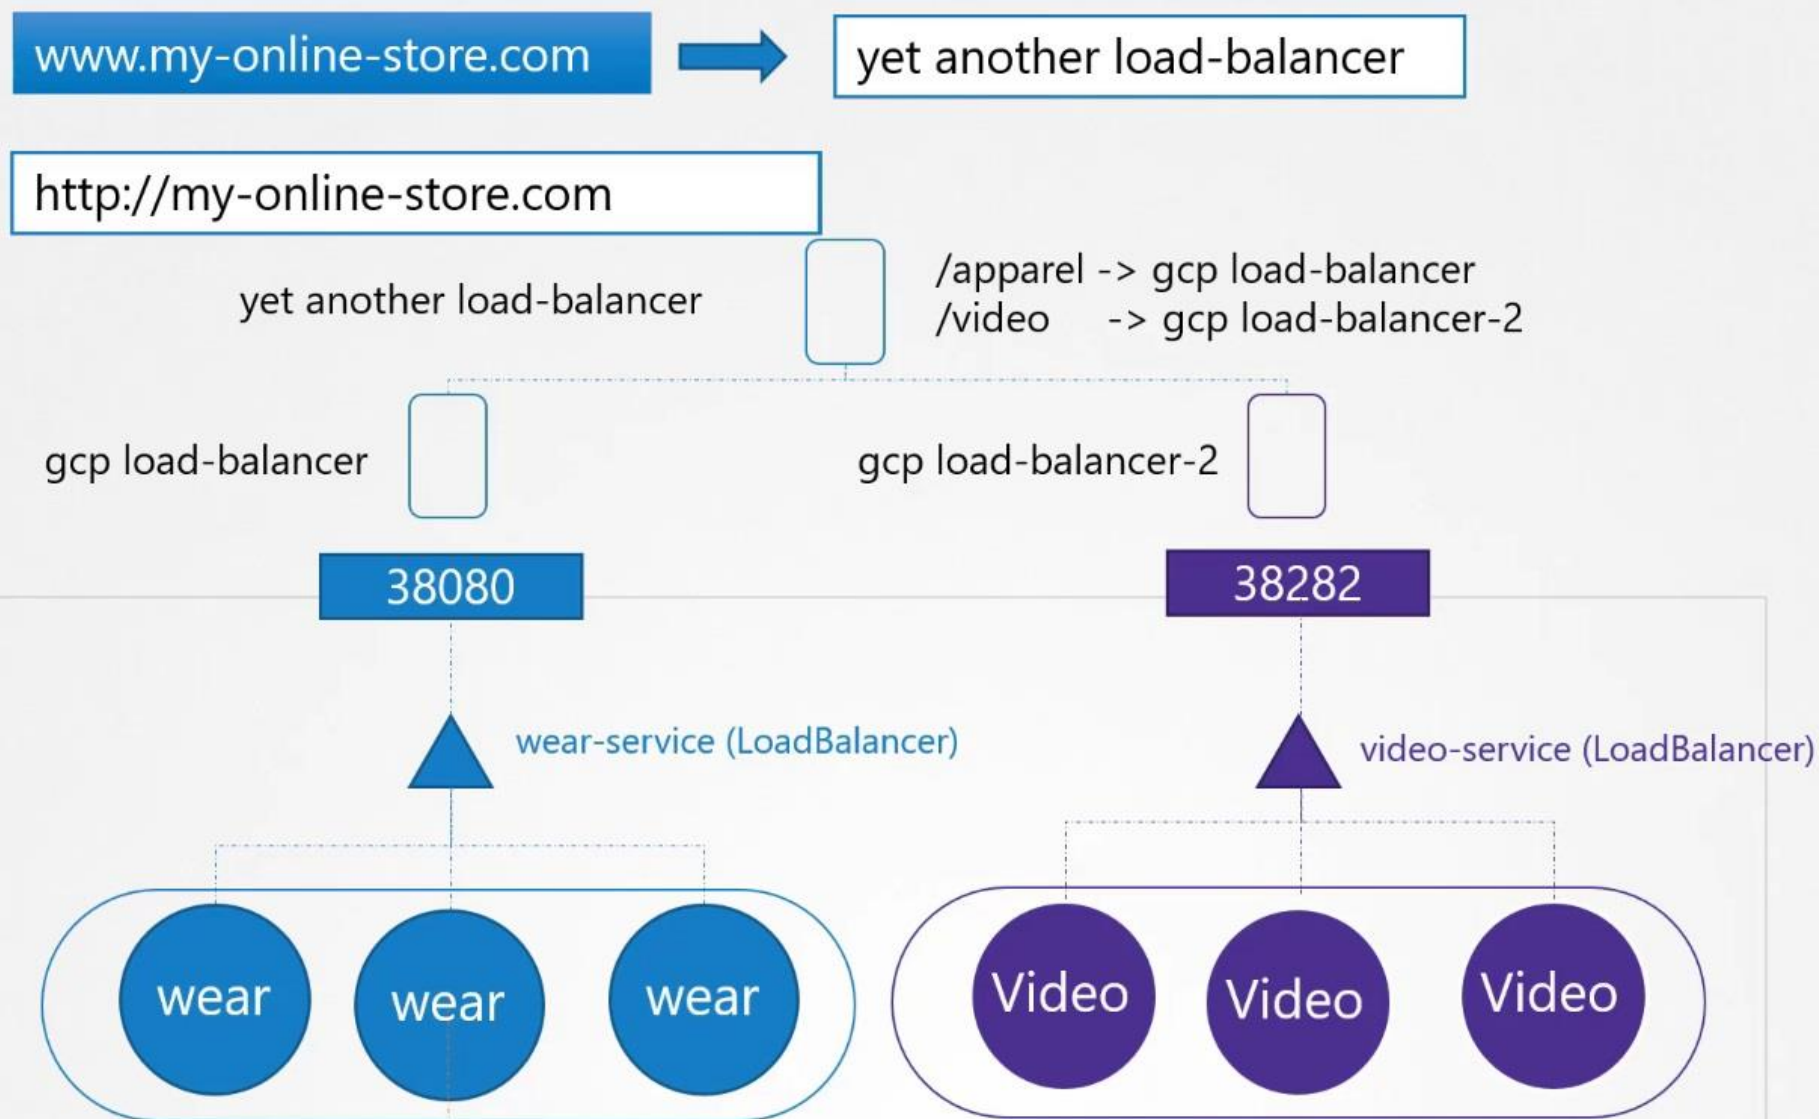 www.my-online-store.com
yet another load-balancer
http://my-online-store.com
yet another load-balancer
/apparel -> gcp load-balancer
/video -> gcp load-balancer-2
gcp load-balancer
gcp load-balancer-2
38080
38282
wear-service (LoadBalancer)
video-service (LoadBalancer)
wear
wear
wear
Video
Video
Video